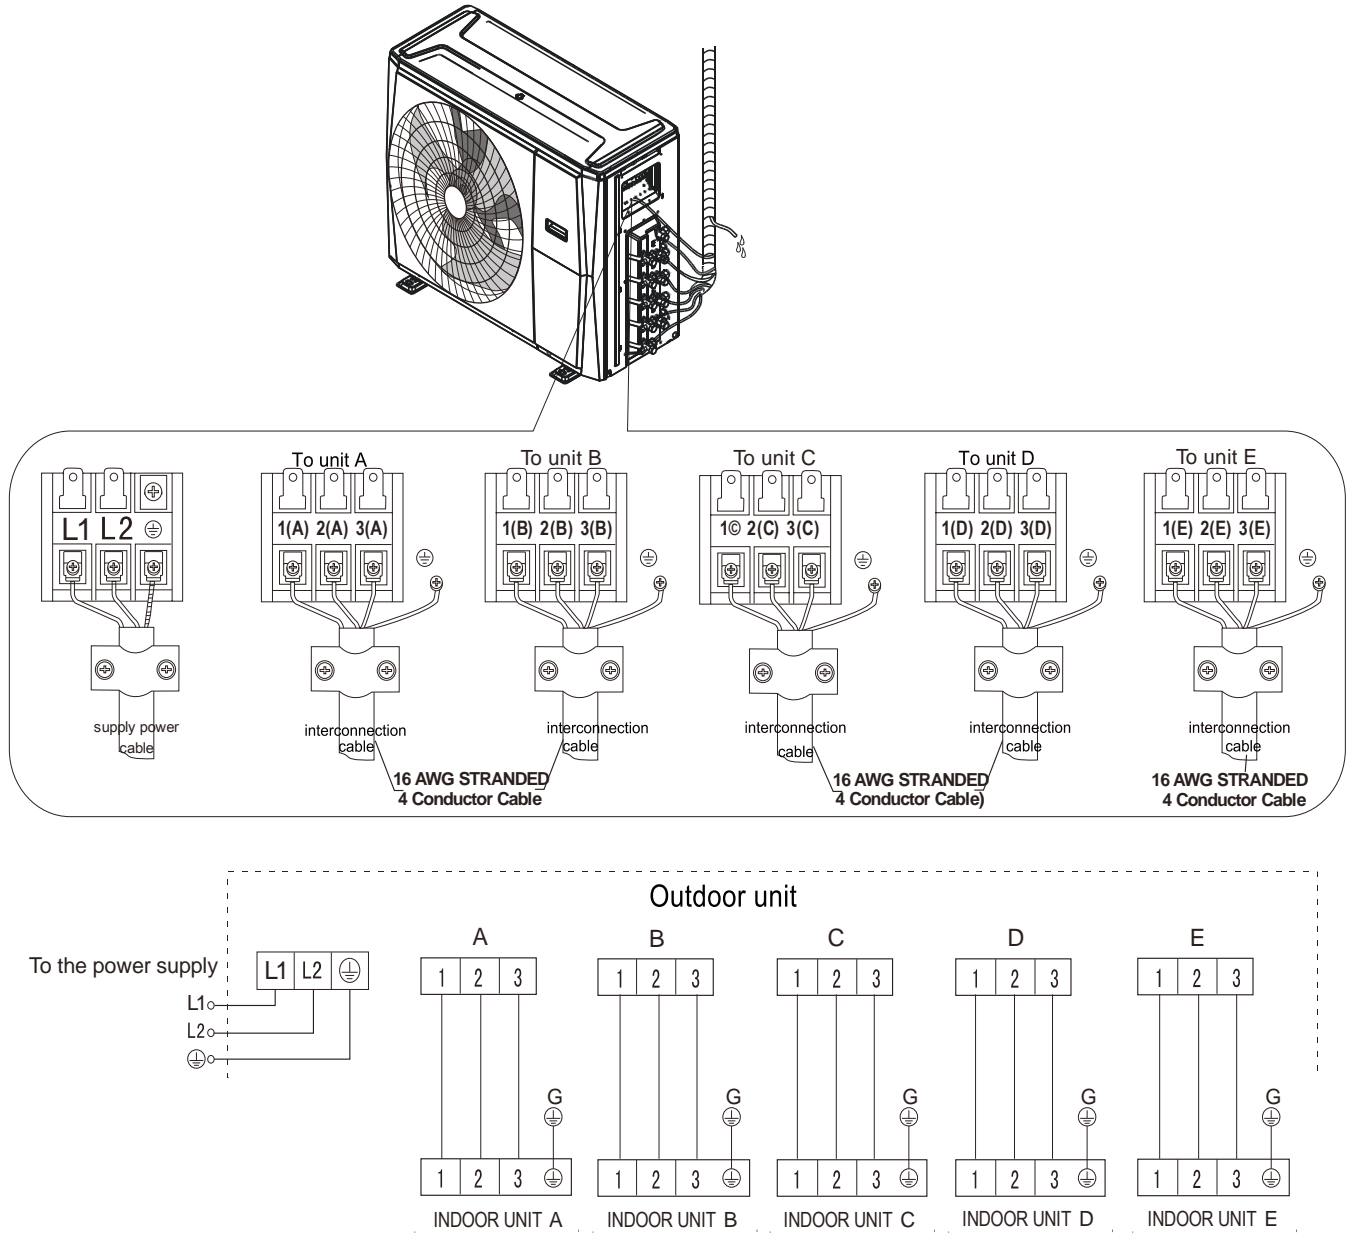 To unit A
To unit B
To unit C
To unit D
To unit E
L1 L2
1(A) 2(A) 3(A)
1(B) 2(B) 3(B)
1© 2(C) 3(C)
1(D) 2(D) 3(D)
1(E) 2(E) 3(E)
supply power
cable
interconnection
cable
interconnection
cable
interconnection
cable
interconnection
cable
interconnection
cable
16 AWG STRANDED
4 Conductor Cable
16 AWG STRANDED
4 Conductor Cable)
16 AWG STRANDED
4 Conductor Cable
Outdoor unit
To the power supply
L1 L2
L1
L2
A
B
C
D
E
1 2 3
1 2 3
1 2 3
1 2 3
1 2 3
G
G
G
G
G
1 2 3
1 2 3
1 2 3
1 2 3
1 2 3
INDOOR UNIT A
INDOOR UNIT B
INDOOR UNIT C
INDOOR UNIT D
INDOOR UNIT E